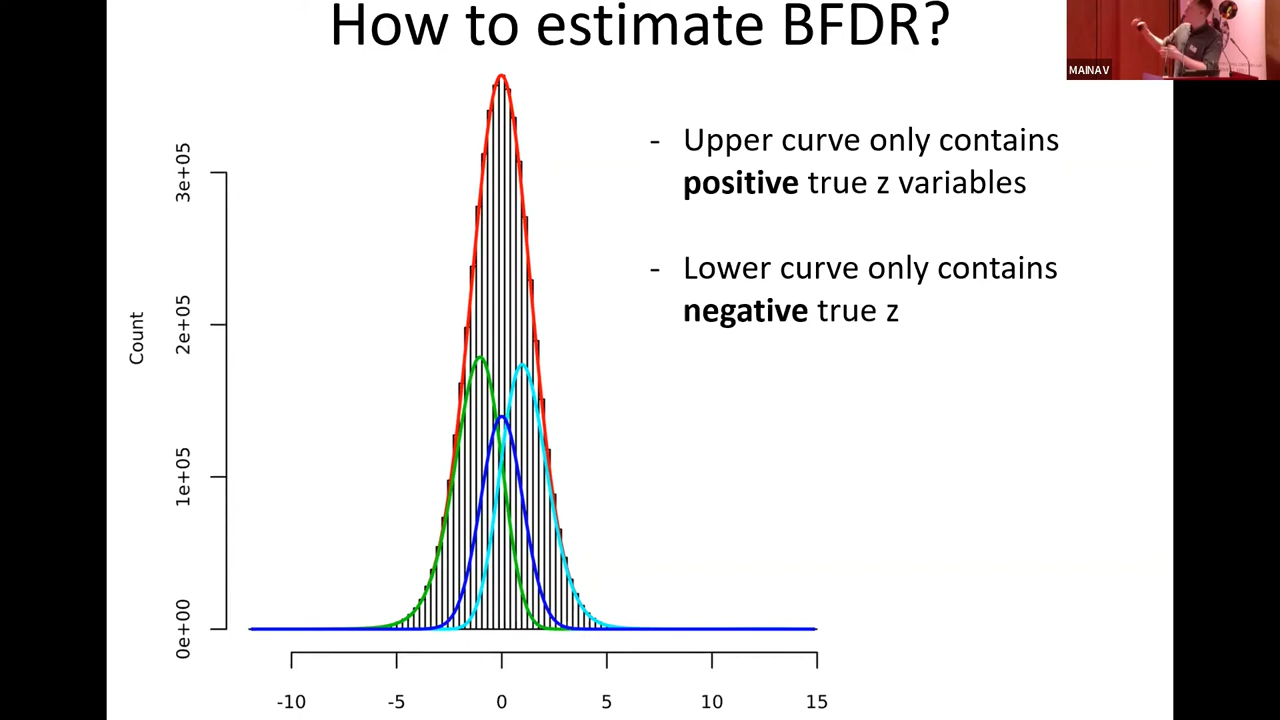 How to estimate BFDR?
MAINAV
- Upper curve only contains
positive true z variables
- Lower curve only contains
negative true z
Count
3e+05
2e+05
1e+05
0e+00
-10
-5
0
5
10
15